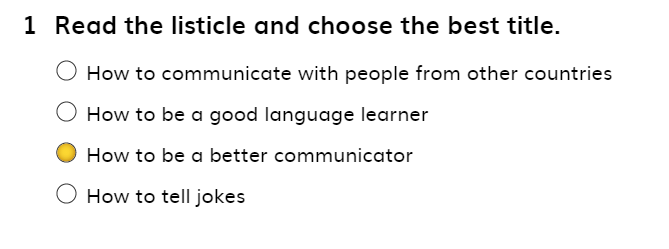 1 Read the listicle and choose the best title.
How to communicate with people from other countries
How to be a good language learner
How to be a better communicator
How to tell jokes